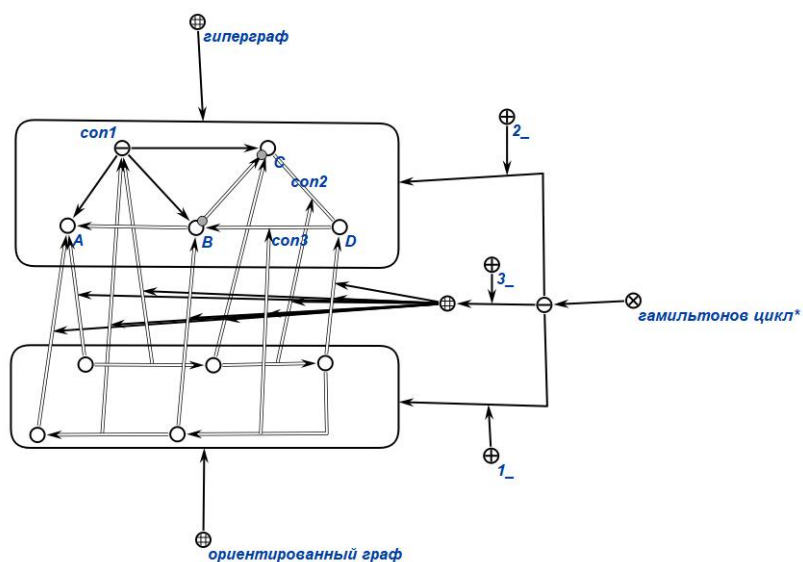 гиперграф
con1
2_
C
con2
A
B
con3
D
3_
гамильтонов цикл*
1_
ориентированный граф